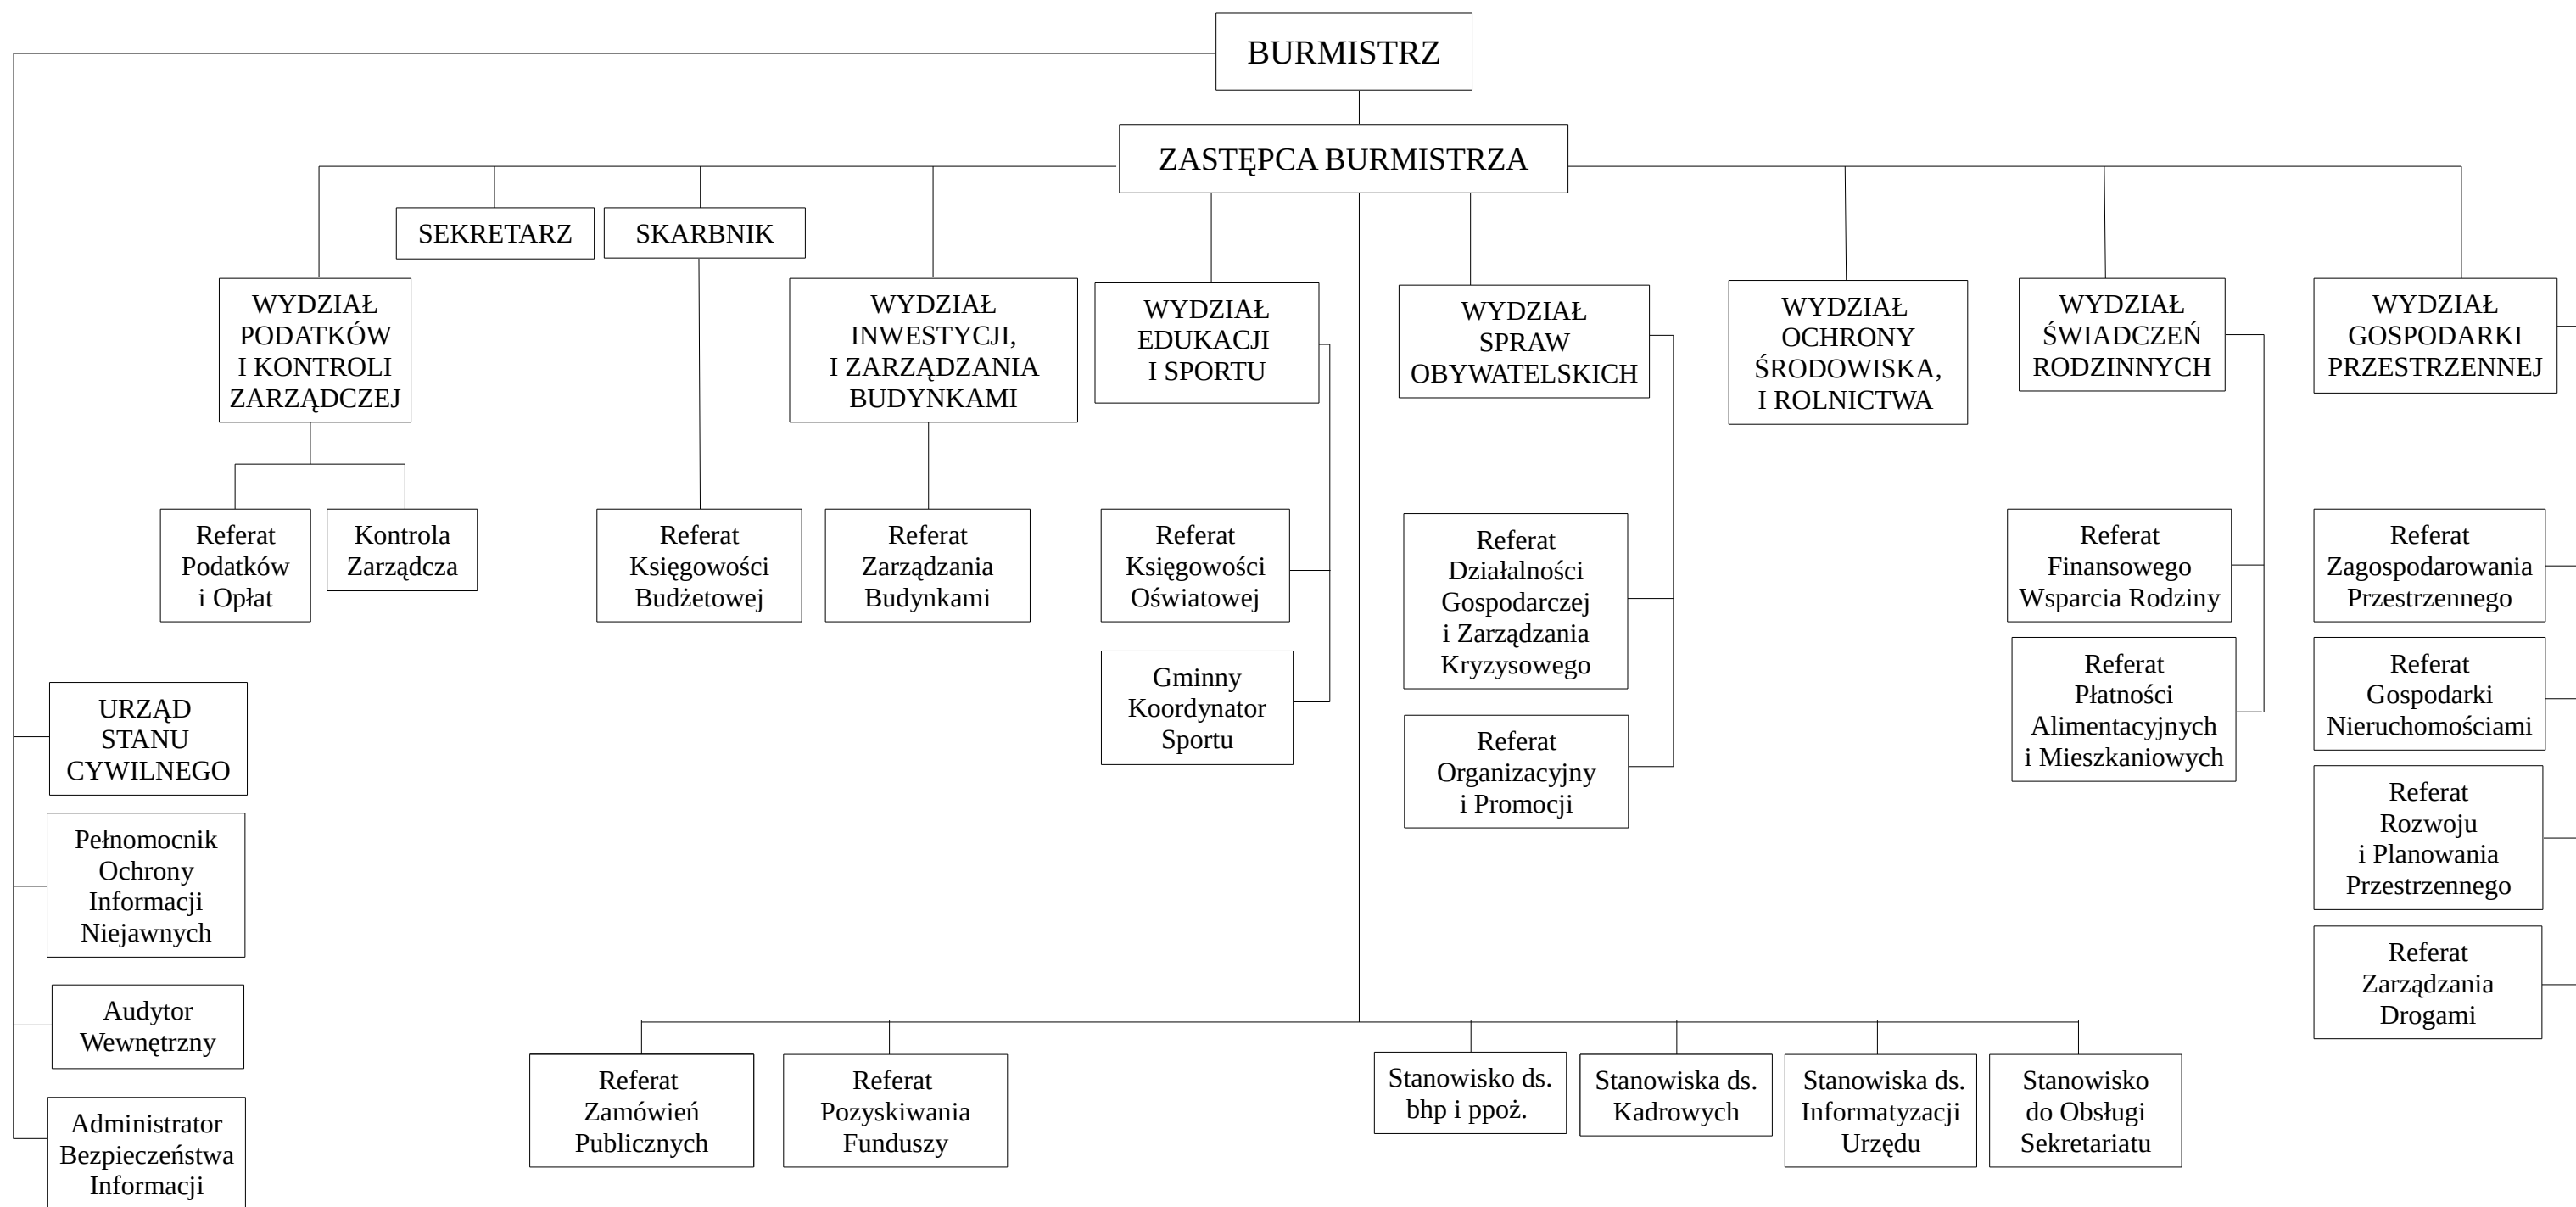 BURMISTRZ
ZASTĘPCA BURMISTRZA
SEKRETARZ
SKARBNIK
WYDZIAŁ
PODATKÓW
I KONTROLI
ZARZĄDCZEJ
WYDZIAŁ
INWESTYCJI,
I ZARZĄDZANIA
BUDYNKAMI
WYDZIAŁ
EDUKACJI
I SPORTU
WYDZIAŁ
SPRAW
OBYWATELSKICH
WYDZIAŁ
OCHRONY
ŚRODOWISKA,
I ROLNICTWA
WYDZIAŁ
ŚWIADCZEŃ
RODZINNYCH
WYDZIAŁ
GOSPODARKI
PRZESTRZENNEJ
Referat
Podatków
i Opłat
Kontrola
Zarządcza
Referat
Księgowości
Budżetowej
Referat
Zarządzania
Budynkami
Referat
Księgowości
Oświatowej
Referat
Działalności
Gospodarczej
i Zarządzania
Kryzysowego
Referat
Finansowego
Wsparcia Rodziny
Referat
Zagospodarowania
Przestrzennego
Gminny
Koordynator
Sportu
Referat
Organizacyjny
i Promocji
Referat
Płatności
Alimentacyjnych
i Mieszkaniowych
Referat
Gospodarki
Nieruchomościami
Referat
Rozwoju
i Planowania
Przestrzennego
Referat
Zarządzania
Drogami
URZĄD
STANU
CYWILNEGO
Pełnomocnik
Ochrony
Informacji
Niejawnych
Audytor
Wewnętrzny
Administrator
Bezpieczeństwa
Informacji
Referat
Zamówień
Publicznych
Referat
Pozyskiwania
Funduszy
Stanowisko ds.
bhp i ppoż.
Stanowiska ds.
Kadrowych
Stanowiska ds.
Informatyzacji
Urzędu
Stanowisko
do Obsługi
Sekretariatu